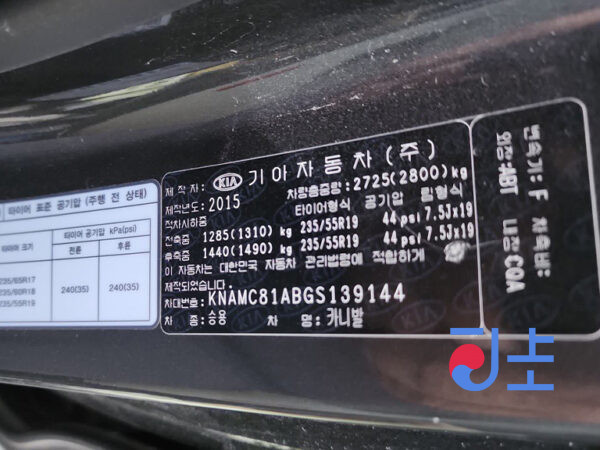 타이어 표준 공기압 (주행 전 상태)
타이어 크기
타이어 공기압 kPa(psi)
전륜
후륜
235/65R17
235/60R18
235/55R19
240(35)
240(35)
제 작 자: KIA 기아자동차(주)
제작년도: 2015 차량총중량: 2725(2800)kg
적차시하중 타이어형식 공기압 림형식
전축중 1285(1310) kg 235/55R19 44 psi 7.5Jx19
후축중 1440(1490) kg 235/55R19 44 psi 7.5Jx19
이 자동차는 대한민국 자동차 관리법령에 적합하게
제작되었습니다
차대번호: KNAMC81ABGS139144
차 종: 승용 차 명: 카니발
변속기: F
외장: ABT 내장: COA